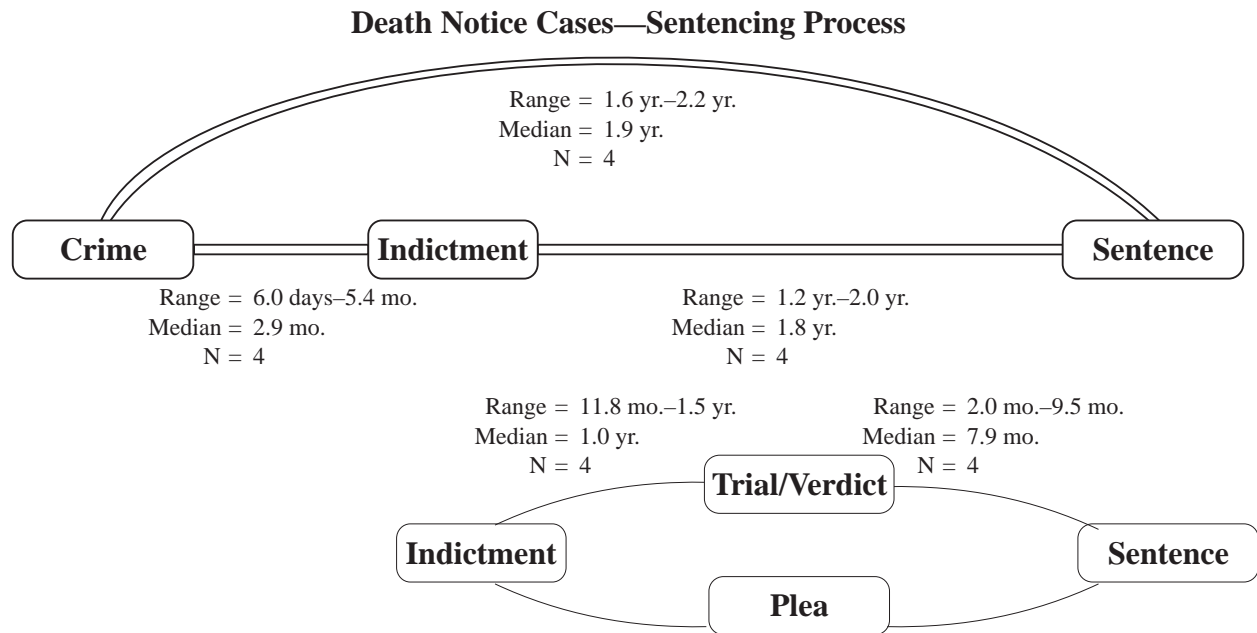 Death Notice Cases—Sentencing Process
Range = 1.6 yr.–2.2 yr.
Median = 1.9 yr.
N = 4
Crime
Indictment
Sentence
Range = 6.0 days–5.4 mo.
Median = 2.9 mo.
N = 4
Range = 1.2 yr.–2.0 yr.
Median = 1.8 yr.
N = 4
Range = 11.8 mo.–1.5 yr.
Median = 1.0 yr.
N = 4
Range = 2.0 mo.–9.5 mo.
Median = 7.9 mo.
N = 4
Trial/Verdict
Indictment
Sentence
Plea